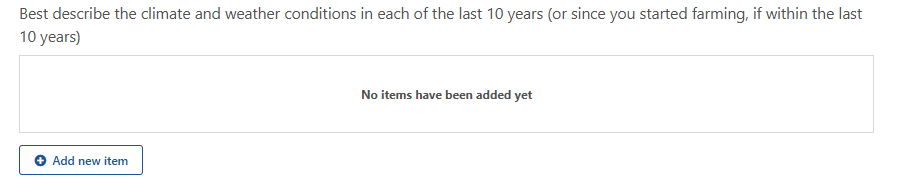 Best describe the climate and weather conditions in each of the last 10 years (or since you started farming, if within the last
10 years)
No items have been added yet
Add new item